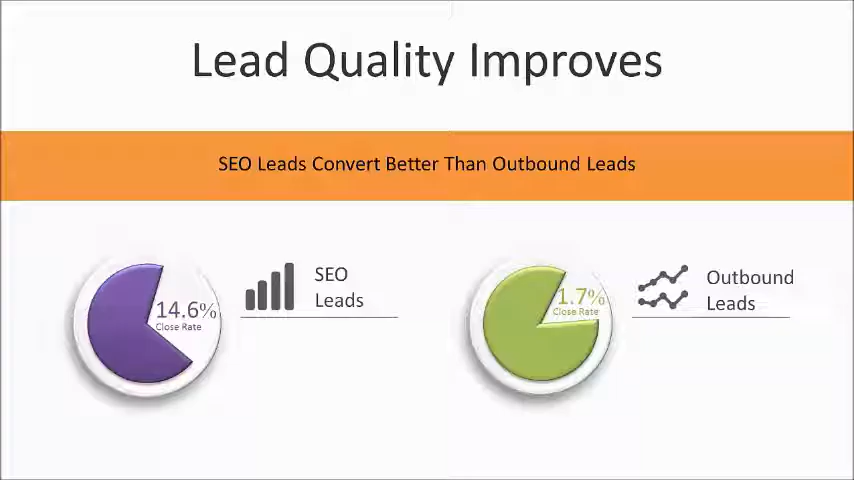 Lead Quality Improves
SEO Leads Convert Better Than Outbound Leads
14.6%
Close Rate
SEO
Leads
1.7%
Close Rate
Outbound
Leads